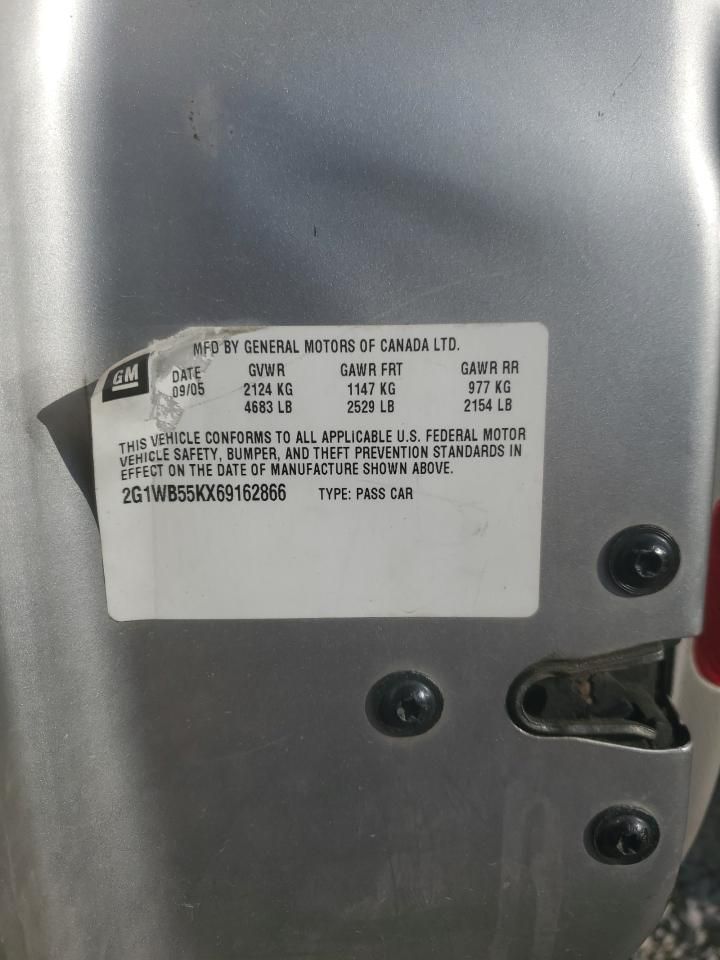 MFD BY GENERAL MOTORS OF CANADA LTD.
GM
DATE GVWR GAWR FRT GAWR RR
09/05 2124 KG 1147 KG 977 KG
4683 LB 2529 LB 2154 LB
THIS VEHICLE CONFORMS TO ALL APPLICABLE U.S. FEDERAL MOTOR
VEHICLE SAFETY, BUMPER, AND THEFT PREVENTION STANDARDS IN
EFFECT ON THE DATE OF MANUFACTURE SHOWN ABOVE.
2G1WB55KX69162866 TYPE: PASS CAR